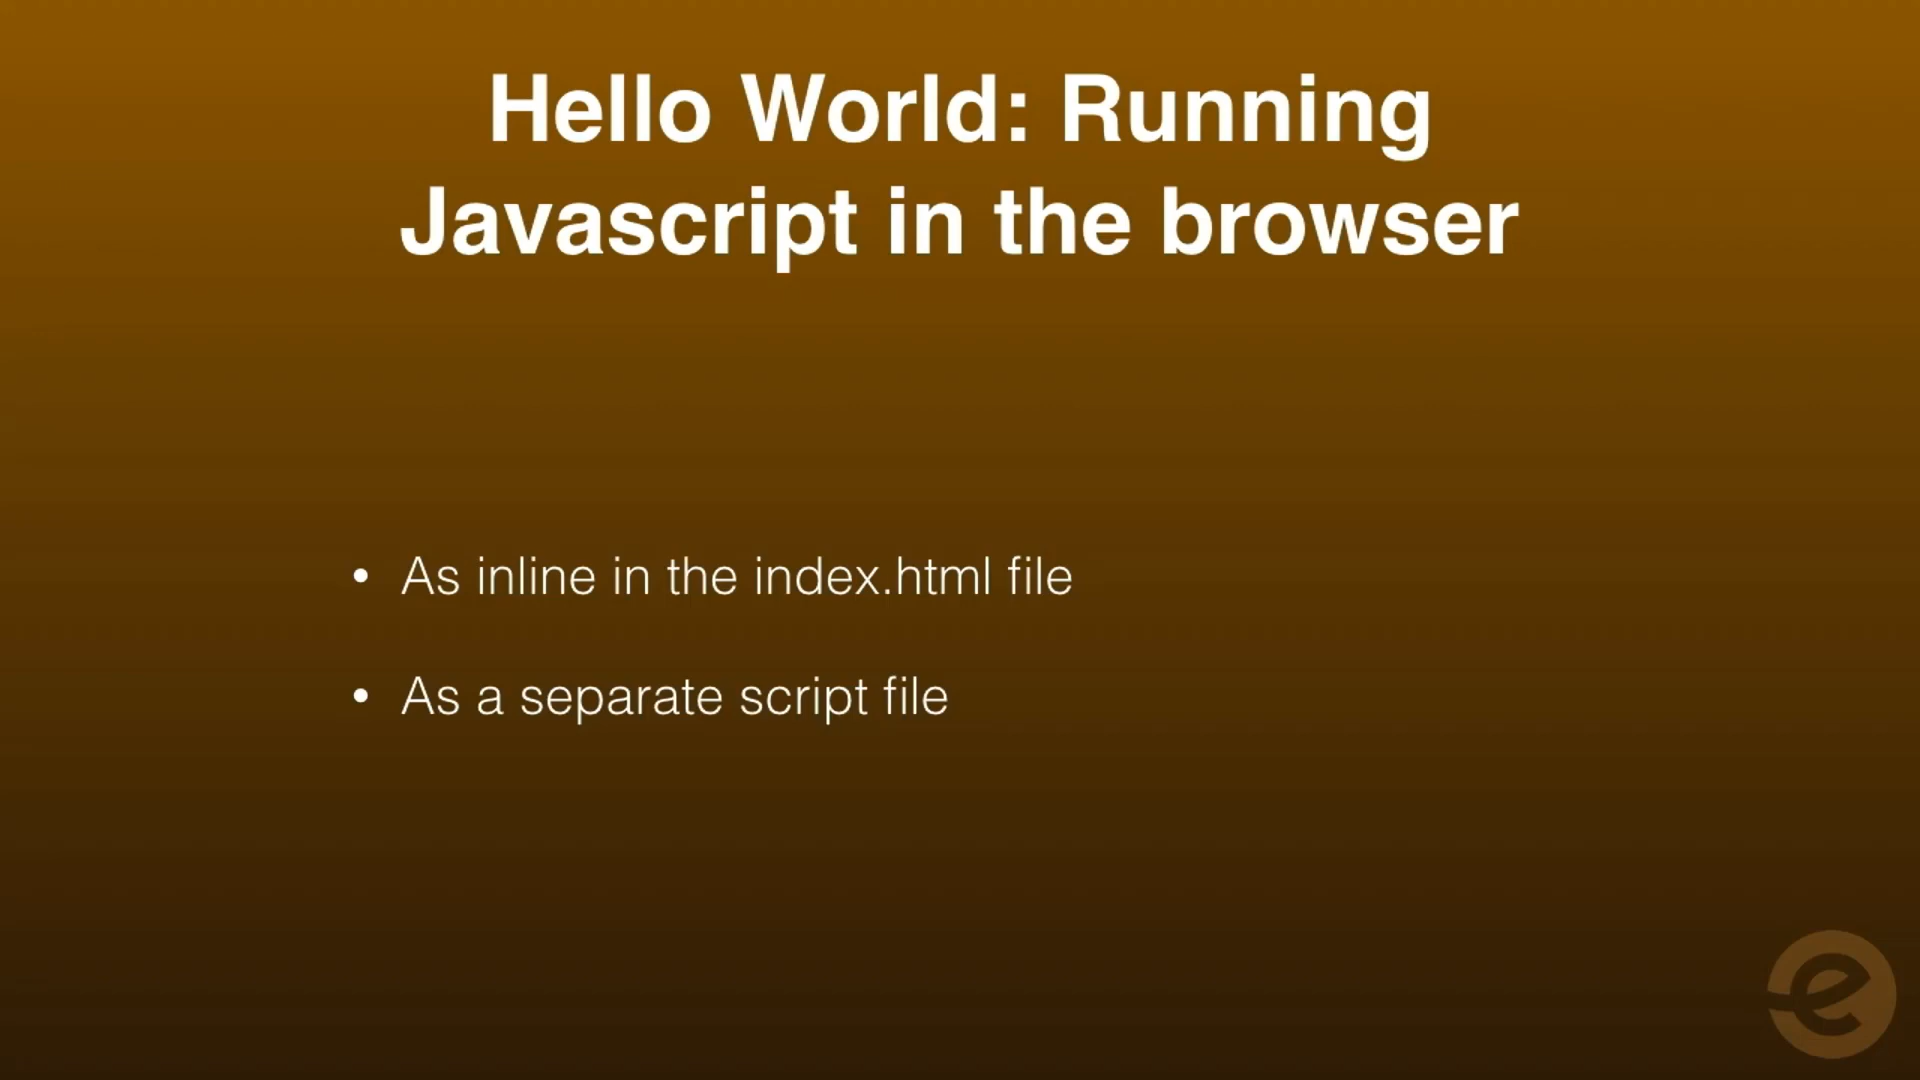 Hello World: Running
Javascript in the browser
• As inline in the index.html file
• As a separate script file